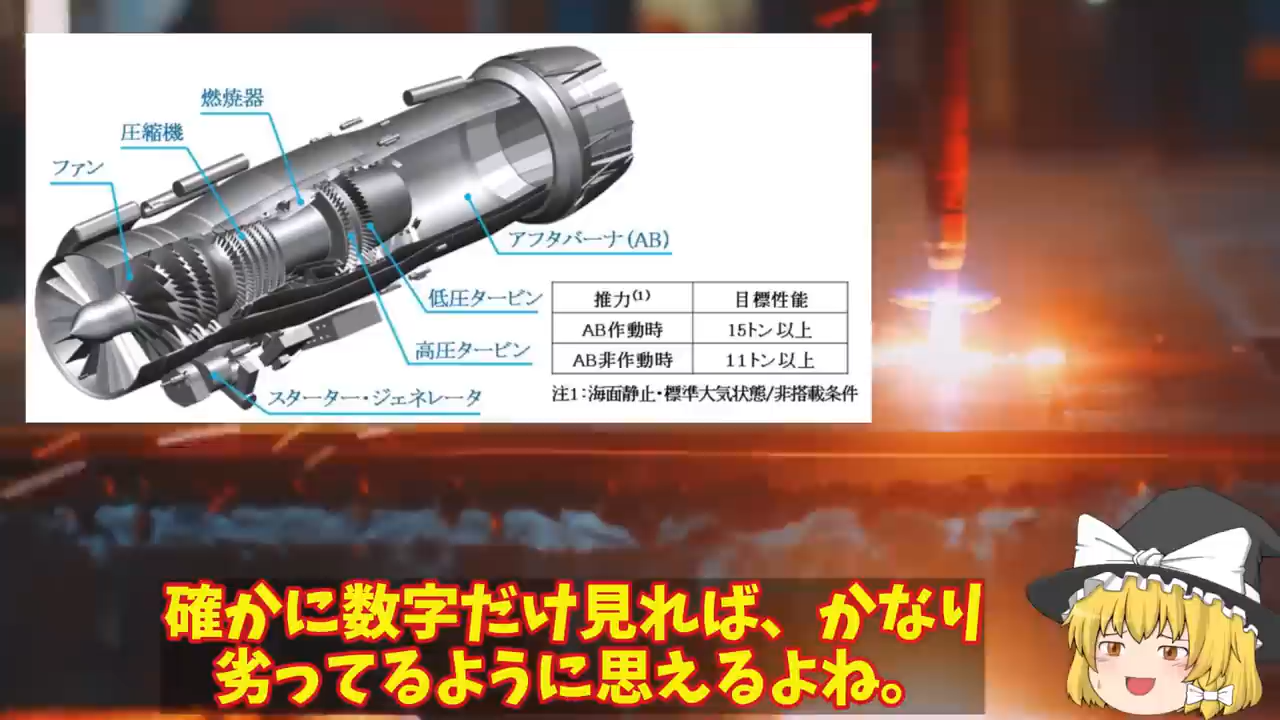 燃焼器
圧縮機
ファン
アフタバーナ(AB)
低圧タービン
高圧タービン
スターター・ジェネレータ
推力(1) 目標性能
AB作動時 15トン以上
AB非作動時 11トン以上
注1:海面静止・標準大気状態/非搭載条件
確かに数字だけ見れば、かなり
劣ってるように思えるよね。